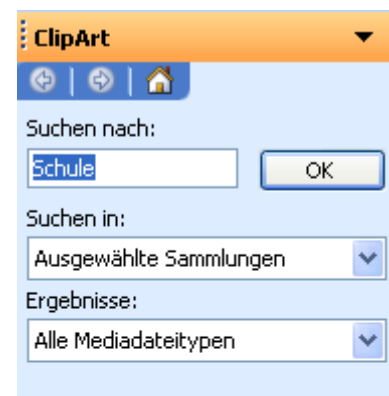 ClipArt
Suchen nach:
Schule OK
Suchen in:
Ausgewählte Sammlungen
Ergebnisse:
Alle Mediadateitypen